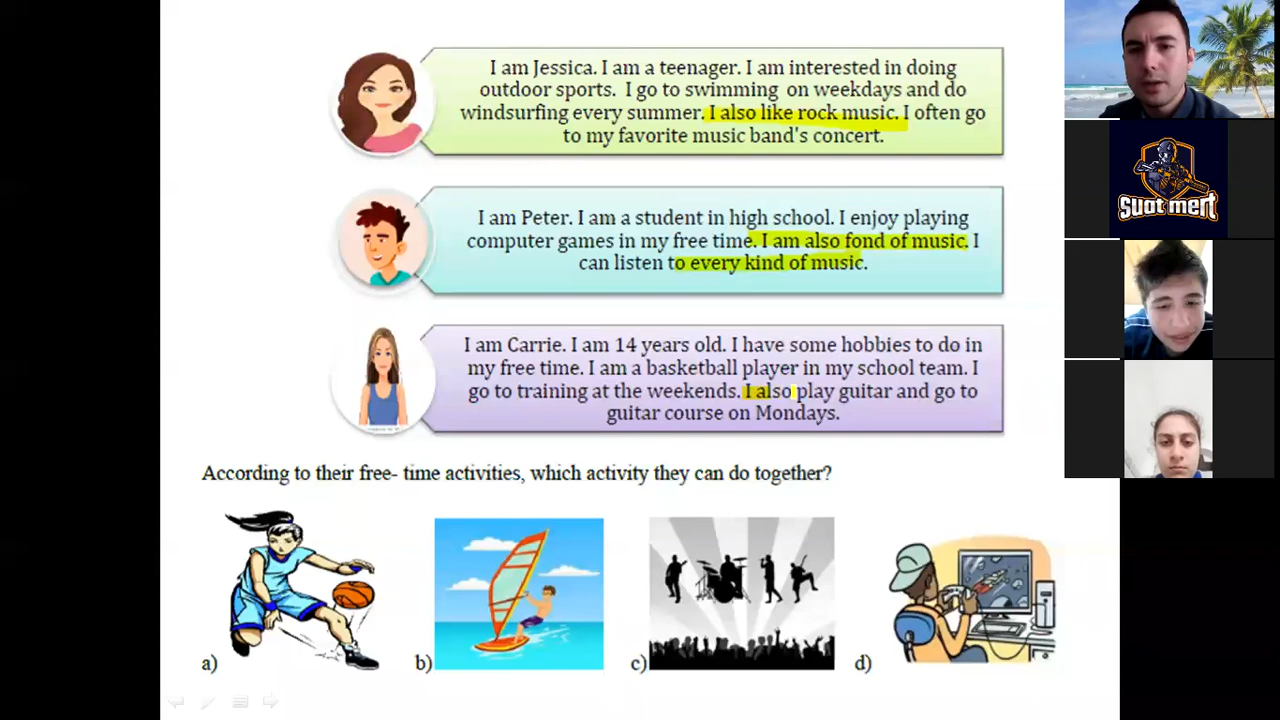 I am Jessica. I am a teenager. I am interested in doing
outdoor sports. I go to swimming on weekdays and do
windsurfing every summer. I also like rock music. I often go
to my favorite music band's concert.
I am Peter. I am a student in high school. I enjoy playing
computer games in my free time. I am also fond of music. I
can listen to every kind of music.
I am Carrie. I am 14 years old. I have some hobbies to do in
my free time. I am a basketball player in my school team. I
go to training at the weekends. I also play guitar and go to
guitar course on Mondays.
According to their free- time activities, which activity they can do together?
a)
b)
c)
d)
SUOT MERT